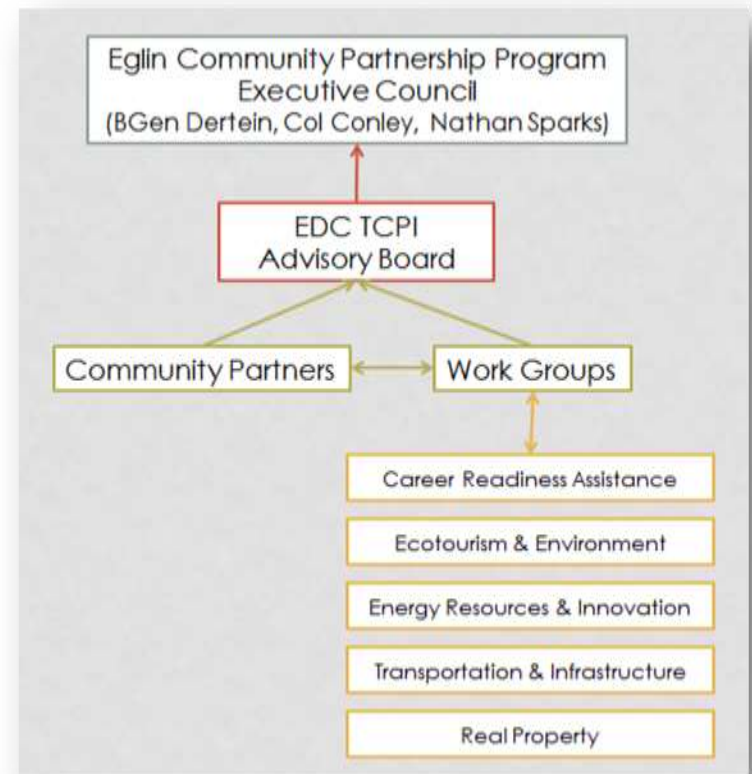 Eglin Community Partnership Program
Executive Council
(BGen Dertein, Col Conley, Nathan Sparks)
EDC TCPI
Advisory Board
Community Partners
Work Groups
Career Readiness Assistance
Ecotourism & Environment
Energy Resources & Innovation
Transportation & Infrastructure
Real Property